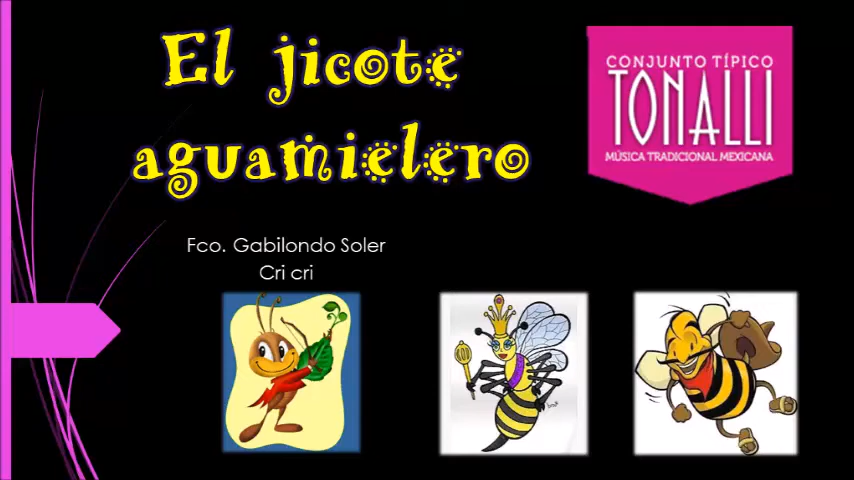 El jicote
aguamielero
CONJUNTO TÍPICO
TONALLI
MÚSICA TRADICIONAL MEXICANA
Fco. Gabilondo Soler
Cri cri